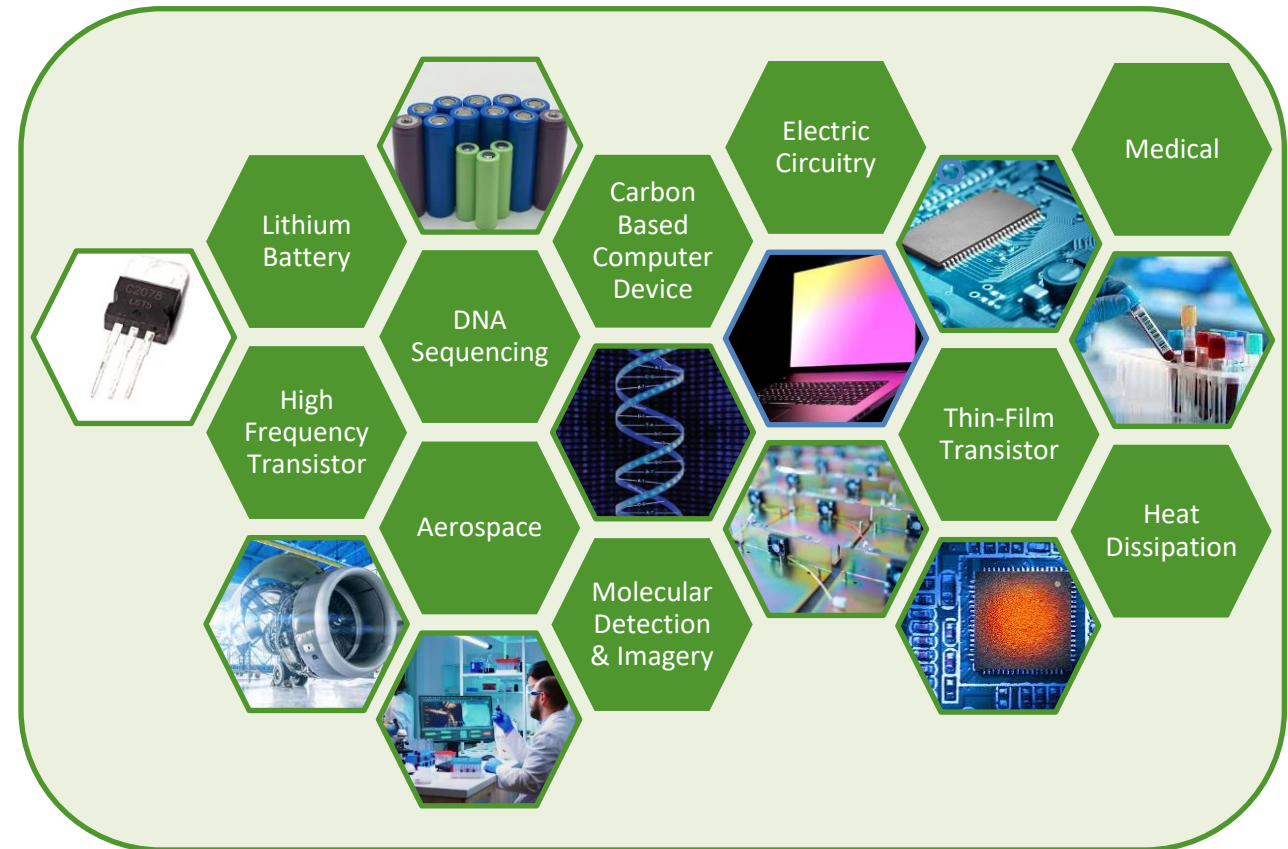 Electric
Circuitry
Medical
Carbon
Based
Computer
Device
Lithium
Battery
C2078
DNA
Sequencing
High
Frequency
Transistor
Thin-Film
Transistor
Aerospace
Heat
Dissipation
Molecular
Detection
& Imagery